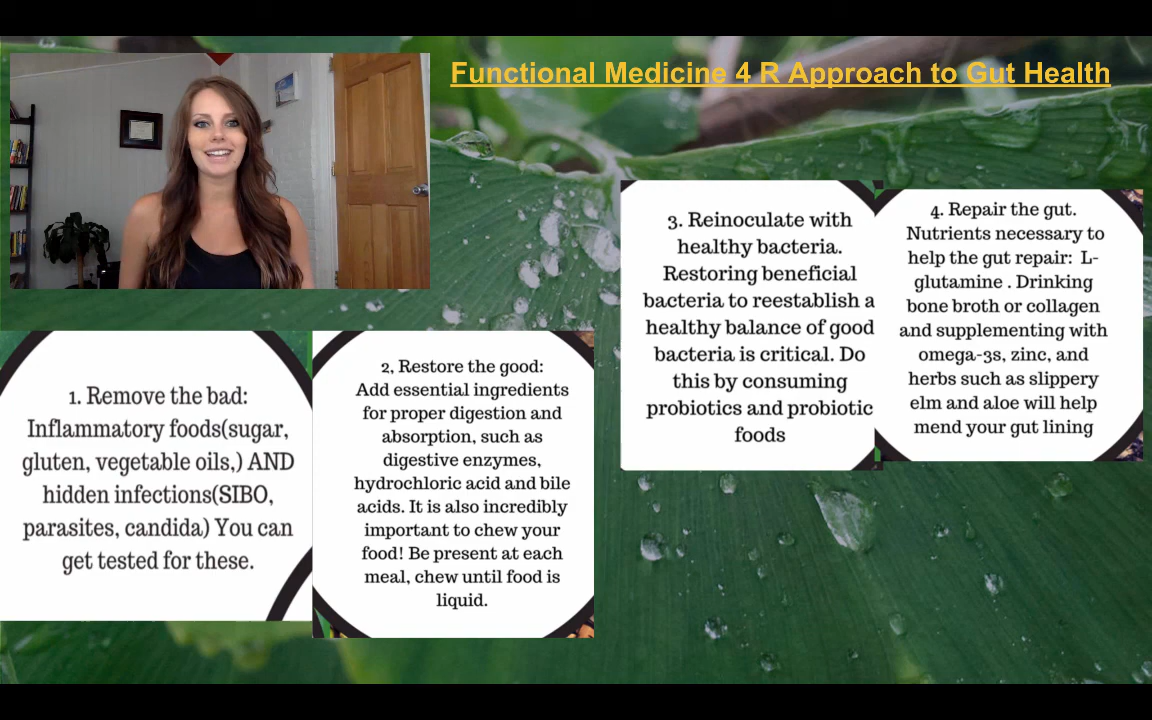 Functional Medicine 4 R Approach to Gut Health
1. Remove the bad:
Inflammatory foods(sugar,
gluten, vegetable oils,) AND
hidden infections(SIBO,
parasites, candida) You can
get tested for these.
2, Restore the good:
Add essential ingredients
for proper digestion and
absorption, such as
digestive enzymes,
hydrochloric acid and bile
acids. It is also incredibly
important to chew your
food! Be present at each
meal, chew until food is
liquid.
3. Reinoculate with
healthy bacteria.
Restoring beneficial
bacteria to reestablish a
healthy balance of good
bacteria is critical. Do
this by consuming
probiotics and probiotic
foods
4. Repair the gut.
Nutrients necessary to
help the gut repair: L-
glutamine . Drinking
bone broth or collagen
and supplementing with
omega-3s, zinc, and
herbs such as slippery
elm and aloe will help
mend your gut lining